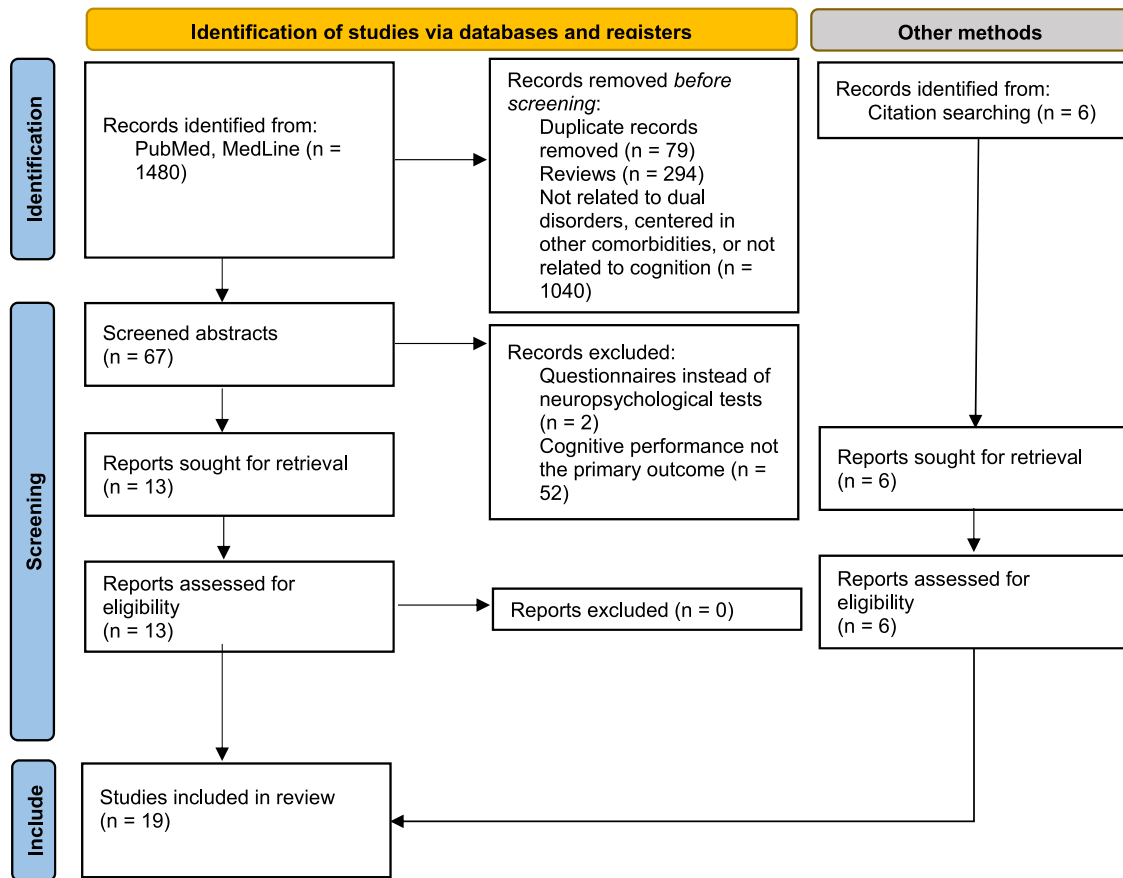 Identification of studies via databases and registers
Other methods
Identification
Records identified from:
PubMed, MedLine (n =
1480)
Records removed before
screening:
Duplicate records
removed (n = 79)
Reviews (n = 294)
Not related to dual
disorders, centered in
other comorbidities, or not
related to cognition (n =
1040)
Records identified from:
Citation searching (n = 6)
Screening
Screened abstracts
(n = 67)
Records excluded:
Questionnaires instead of
neuropsychological tests
(n = 2)
Cognitive performance not
the primary outcome (n =
52)
Reports sought for retrieval
(n = 13)
Reports sought for retrieval
(n = 6)
Reports assessed for
eligibility
(n = 13)
Reports excluded (n = 0)
Reports assessed for
eligibility
(n = 6)
Include
Studies included in review
(n = 19)